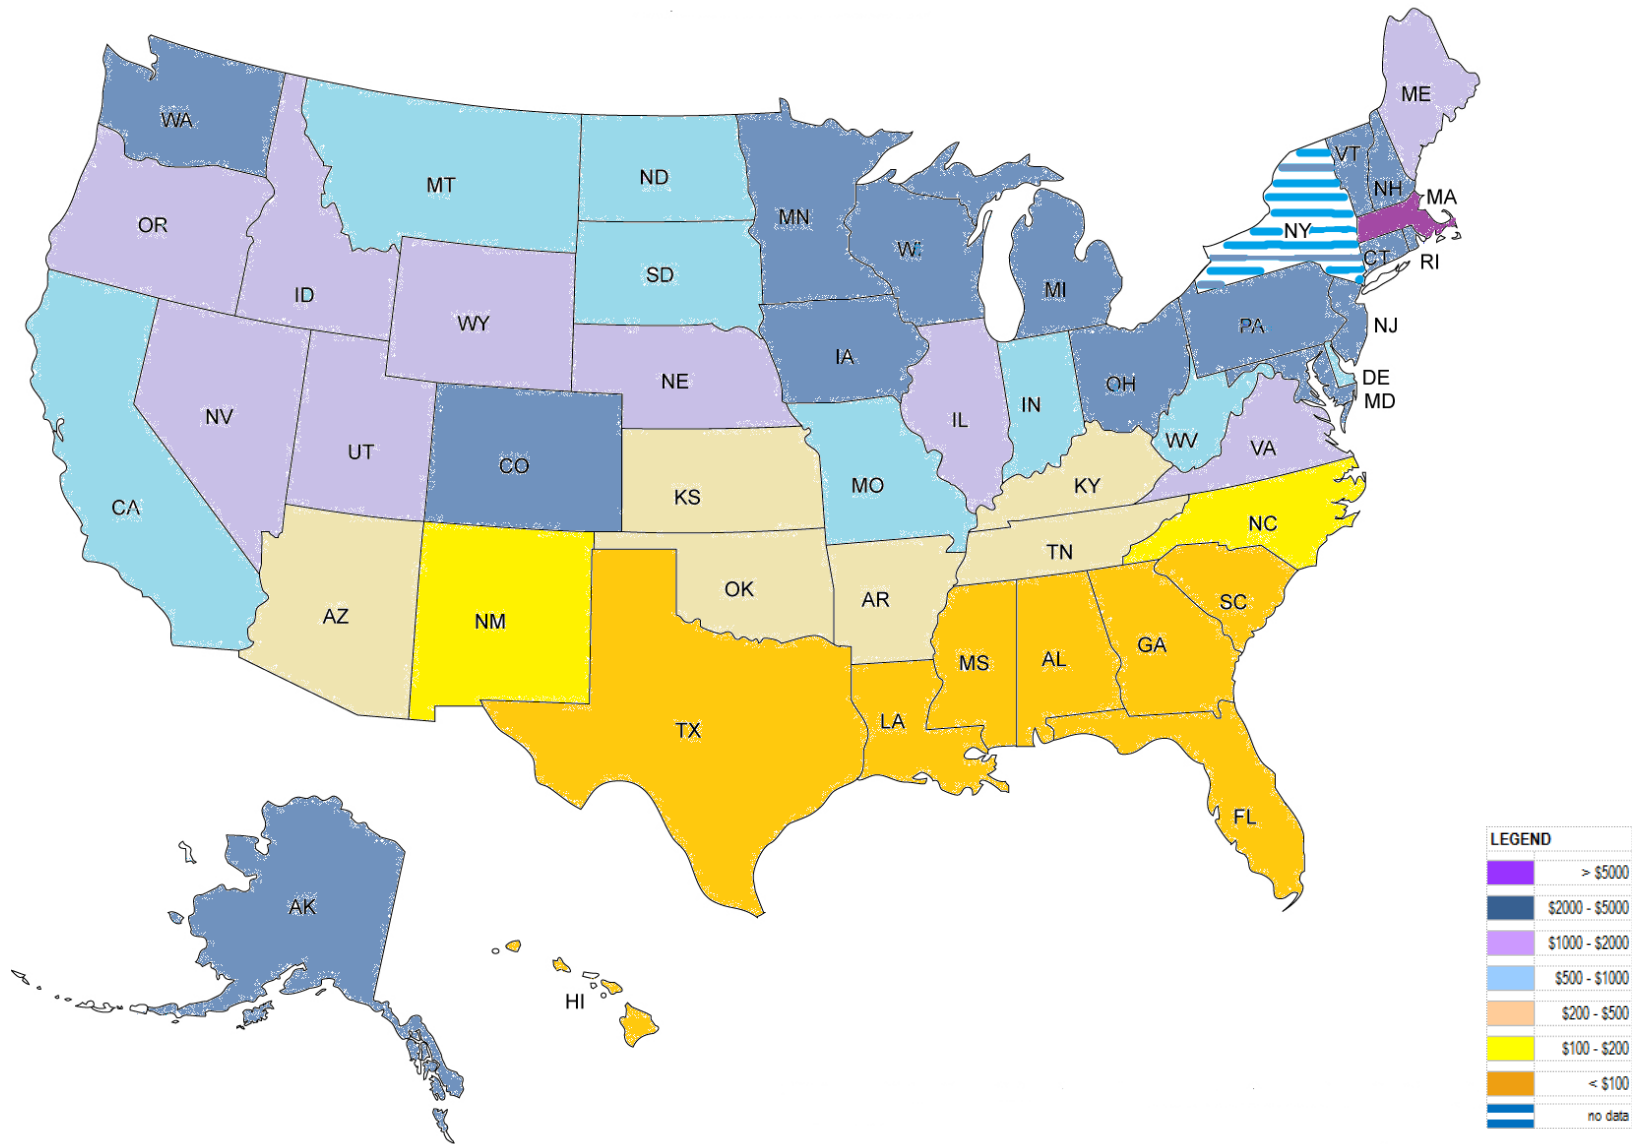 ME
WA
VT
MT
ND
NH
MA
MN
OR
NY
W
CT
RI
SD
MI
ID
WY
PA
NJ
IA
NE
OH
DE
IN
MD
NV
IL
WV
VA
UT
CO
MO
KY
KS
CA
NC
TN
OK
AR
SC
AZ
NM
GA
MS
AL
LA
TX
FL
LEGEND
> $5000
AK
$2000 - $5000
$1000 - $2000
$500 - $1000
HI
$200 - $500
$100 - $200
< $100
no data